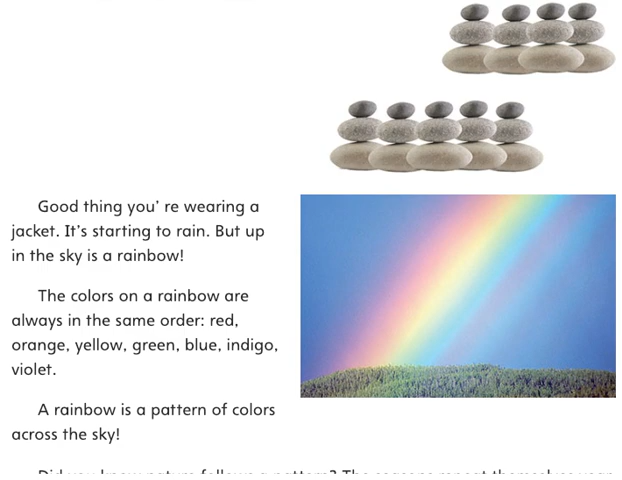 Good thing you' re wearing a
jacket. It's starting to rain. But up
in the sky is a rainbow!
The colors on a rainbow are
always in the same order: red,
orange, yellow, green, blue, indigo,
violet.
A rainbow is a pattern of colors
across the sky!